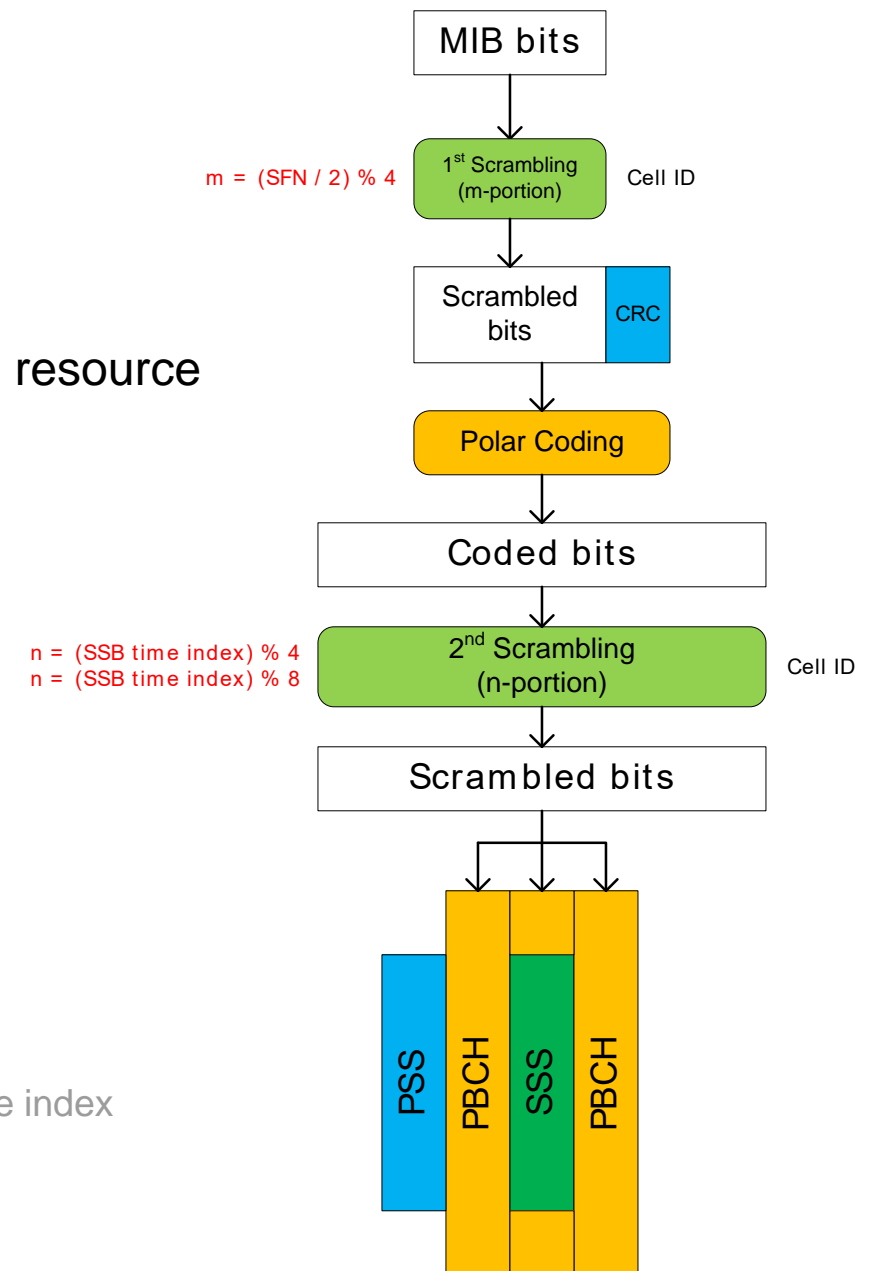 MIB bits
m = (SFN / 2) % 4
1st Scrambling
(m-portion)
Cell ID
Scrambled
bits
CRC
resource
Polar Coding
Coded bits
n = (SSB time index) % 4
n = (SSB time index) % 8
2nd Scrambling
(n-portion)
Cell ID
Scrambled bits
PSS
PBCH
SSS
PBCH
e index